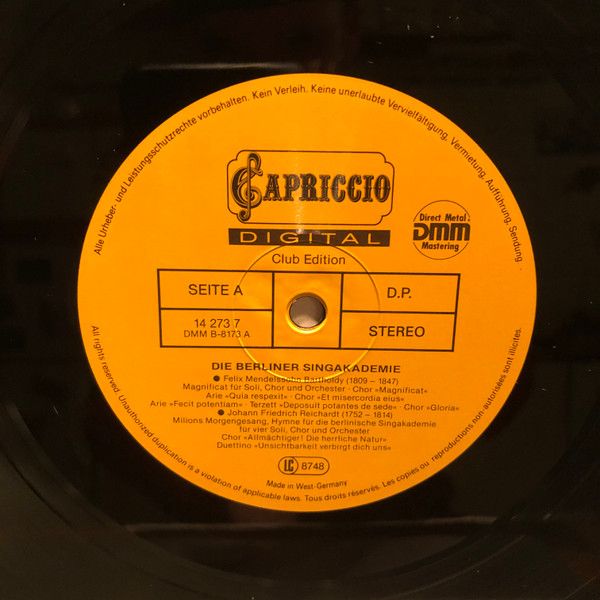 Alle Urheber- und Leistungsschutzrechte vorbehalten. Kein Verleih. Keine unerlaubte Vervielfältigung, Vermietung, Aufführung, Sendung.
CAPRICCIO
DIGITAL
Direct Metal
DMM
Mastering
Club Edition
SEITE A
D.P.
14 273 7
DMM B-8173 A
STEREO
DIE BERLINER SINGAKADEMIE
● Felix Mendelssohn Bartholdy (1809 – 1847)
Magnificat für Soli, Chor und Orchester · Chor »Magnificat«
Arie »Quia respexit« · Chor »Et misericordia eius«
Arie »Fecit potentiam« · Terzett »Deposuit potantes de sede« · Chor »Gloria«
● Johann Friedrich Reichardt (1752 – 1814)
Milions Morgengesang, Hymne für die berlinische Singakademie
für vier Soli, Chor und Orchester
Chor »Allmächtiger! Die herrliche Natur«
Duettino »Unsichtbarkeit verbirgt dich uns«
LC 8748
Made in West-Germany
All rights reserved. Unauthorized duplication is a violation of applicable laws. Tous droits réservés. Les copies ou reproductions non-autorisées sont illicites.